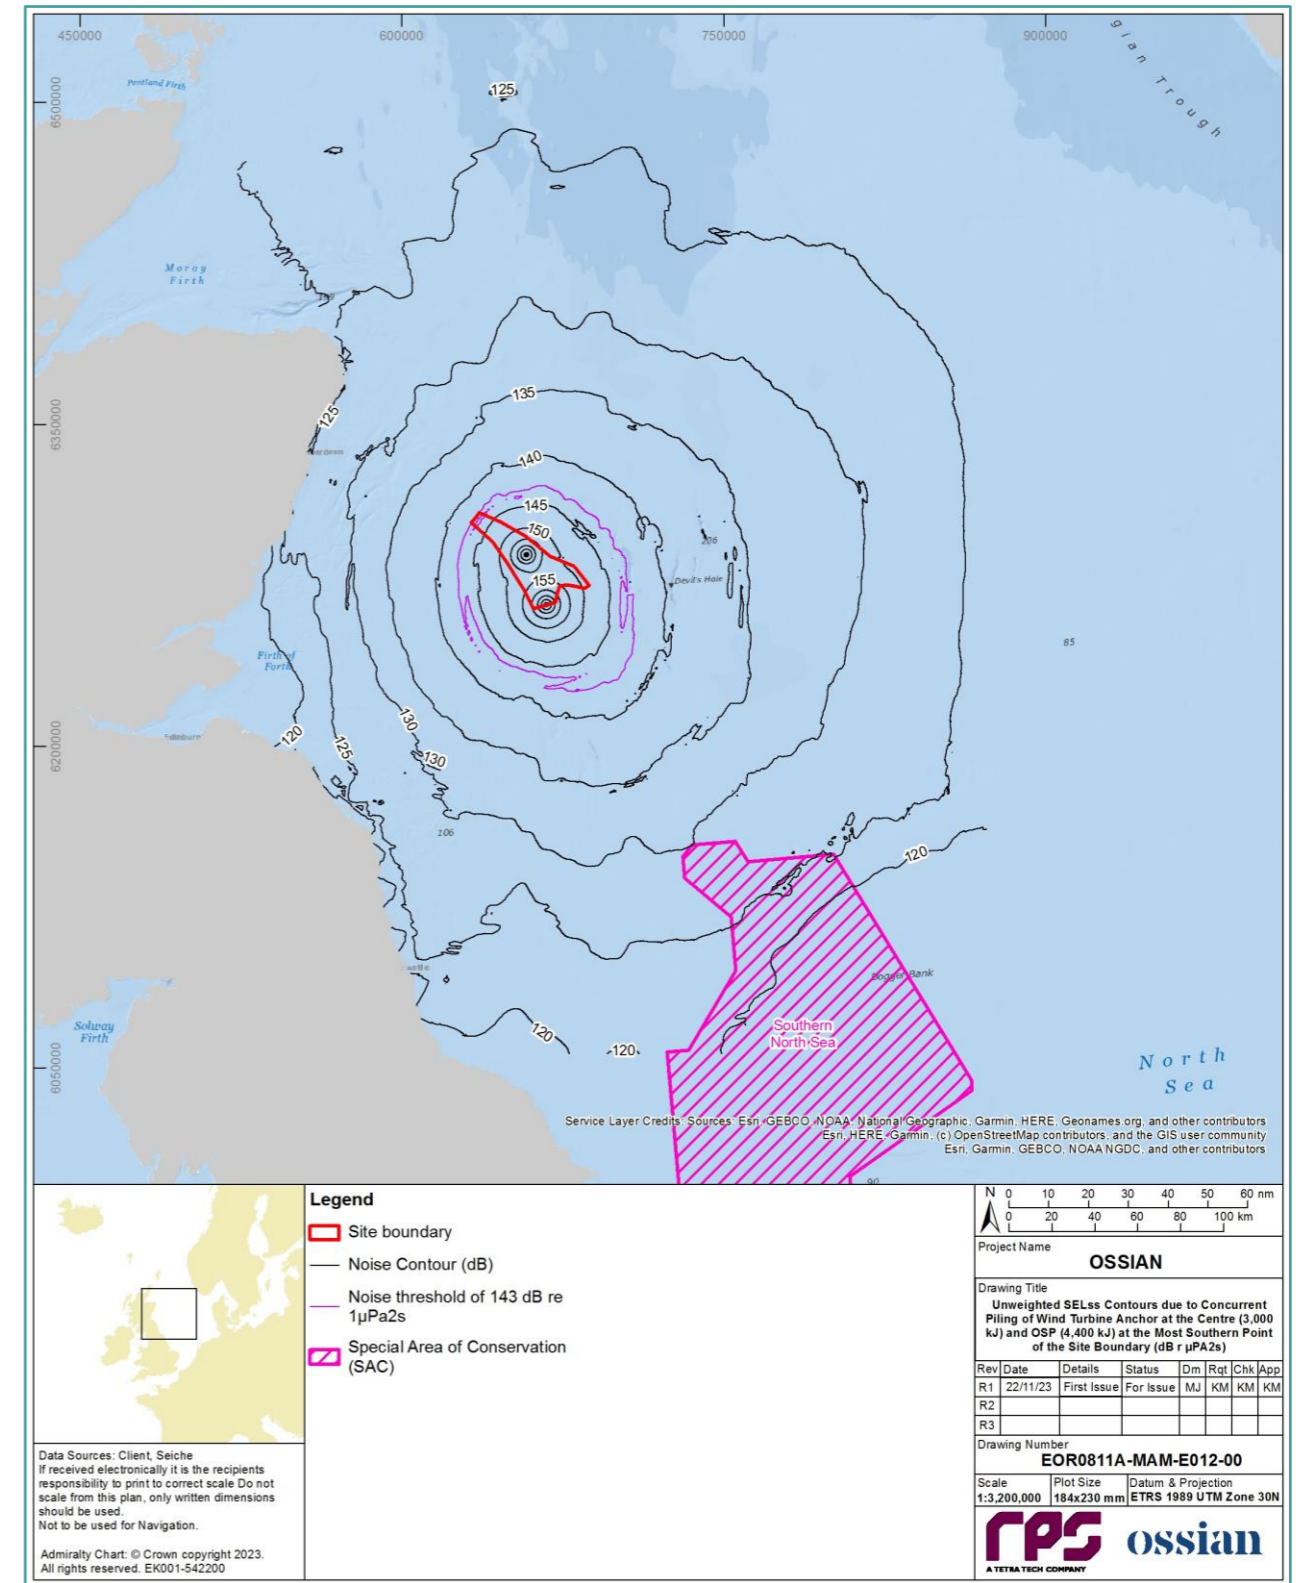 450000
600000
750000
900000
gian Trough
Pentland Firth
6500000
125
Moray
Firth
6350000
135
125
140
145
150
155
206
Devil's Hole
85
Firth of
Forth
130
120
125
130
6200000
Edinburg
106
120
Dogger Bank
Southern
North Sea
Solway
Firth
120
120
6050000
North
Sea
Service Layer Credits: Sources: Esri, GEBCO, NOAA, National Geographic, Garmin, HERE, Geonames.org, and other contributors
Esri, HERE, Garmin, (c) OpenStreetMap contributors, and the GIS user community
Esri, Garmin, GEBCO, NOAA NGDC, and other contributors
90
Legend
Site boundary
Noise Contour (dB)
Noise threshold of 143 dB re
1µPa2s
Special Area of Conservation
(SAC)
Data Sources: Client, Seiche
If received electronically it is the recipients
responsibility to print to correct scale Do not
scale from this plan, only written dimensions
should be used.
Not to be used for Navigation.
Admiralty Chart: © Crown copyright 2023.
All rights reserved. EK001-542200
N 0 10 20 30 40 50 60 nm
0 20 40 60 80 100 km
Project Name
OSSIAN
Drawing Title
Unweighted SELss Contours due to Concurrent
Piling of Wind Turbine Anchor at the Centre (3,000
kJ) and OSP (4,400 kJ) at the Most Southern Point
of the Site Boundary (dB r µPA2s)
Rev Date Details Status Dm Rqt Chk App
R1 22/11/23 First Issue For Issue MJ KM KM KM
R2
R3
Drawing Number
EOR0811A-MAM-E012-00
Scale Plot Size Datum & Projection
1:3,200,000 184x230 mm ETRS 1989 UTM Zone 30N
rps ossian
A TETRA TECH COMPANY